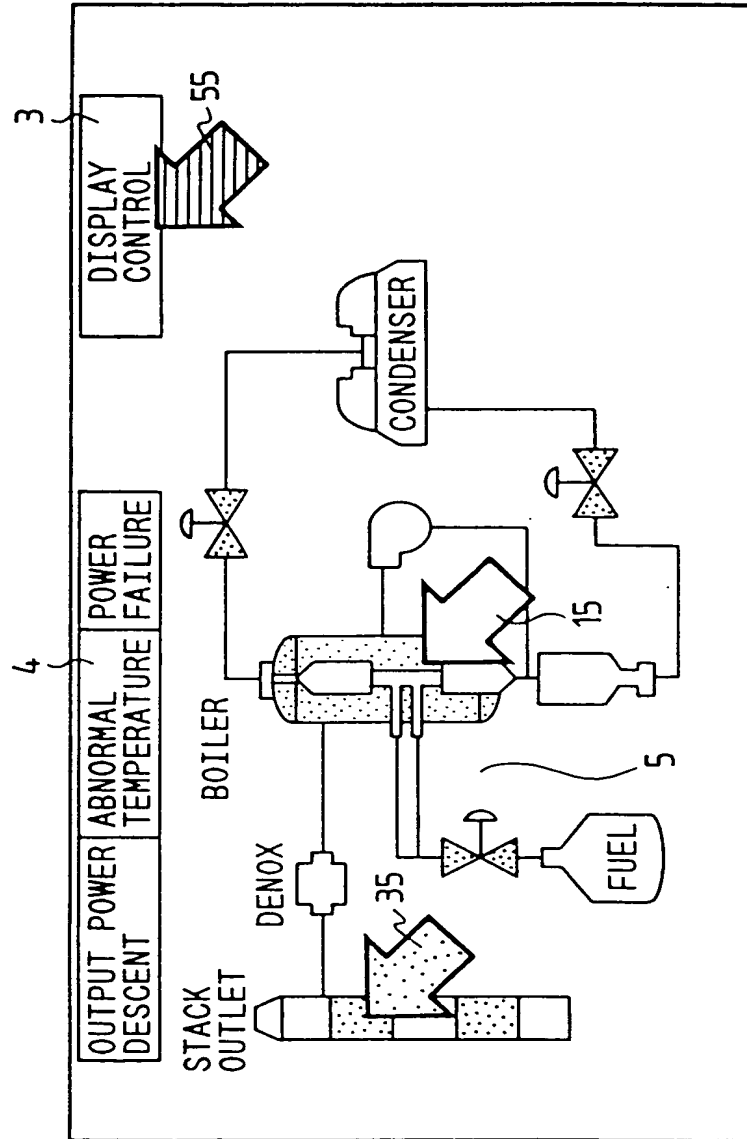 3
4
OUTPUT POWER
DESCENT
ABNORMAL
TEMPERATURE
POWER
FAILURE
DISPLAY
CONTROL
55
STACK
OUTLET
DENOX
BOILER
CONDENSER
35
15
5
FUEL